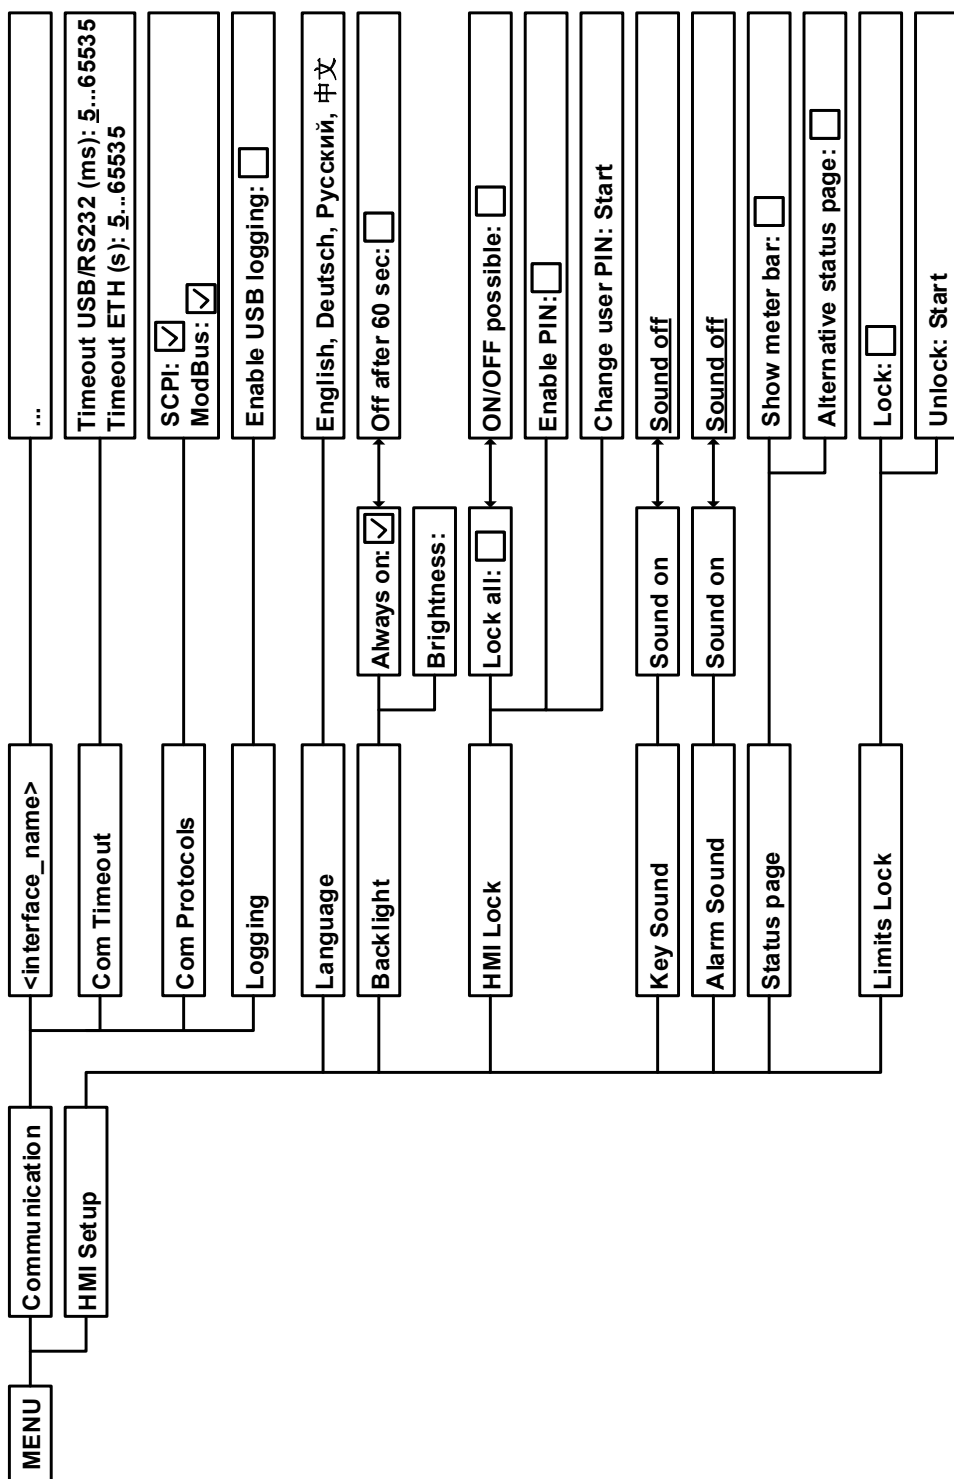 MENU
Communication
<interface_name>
...
Com Timeout
Timeout USB/RS232 (ms): 5...65535
Timeout ETH (s): 5...65535
Com Protocols
SCPI:
ModBus:
Logging
Enable USB logging:
HMI Setup
Language
English, Deutsch, Русский, 中文
Backlight
Always on:
Off after 60 sec:
Brightness:
HMI Lock
Lock all:
ON/OFF possible:
Enable PIN:
Change user PIN: Start
Key Sound
Sound on
Sound off
Alarm Sound
Sound on
Sound off
Status page
Show meter bar:
Alternative status page:
Limits Lock
Lock:
Unlock: Start